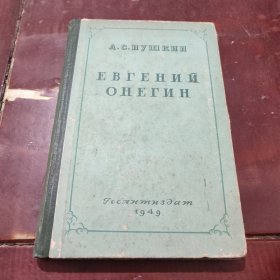 А.С.ПУШКИН
ЕВГЕНИЙ
ОНЕГИН
Гослитиздат
1949